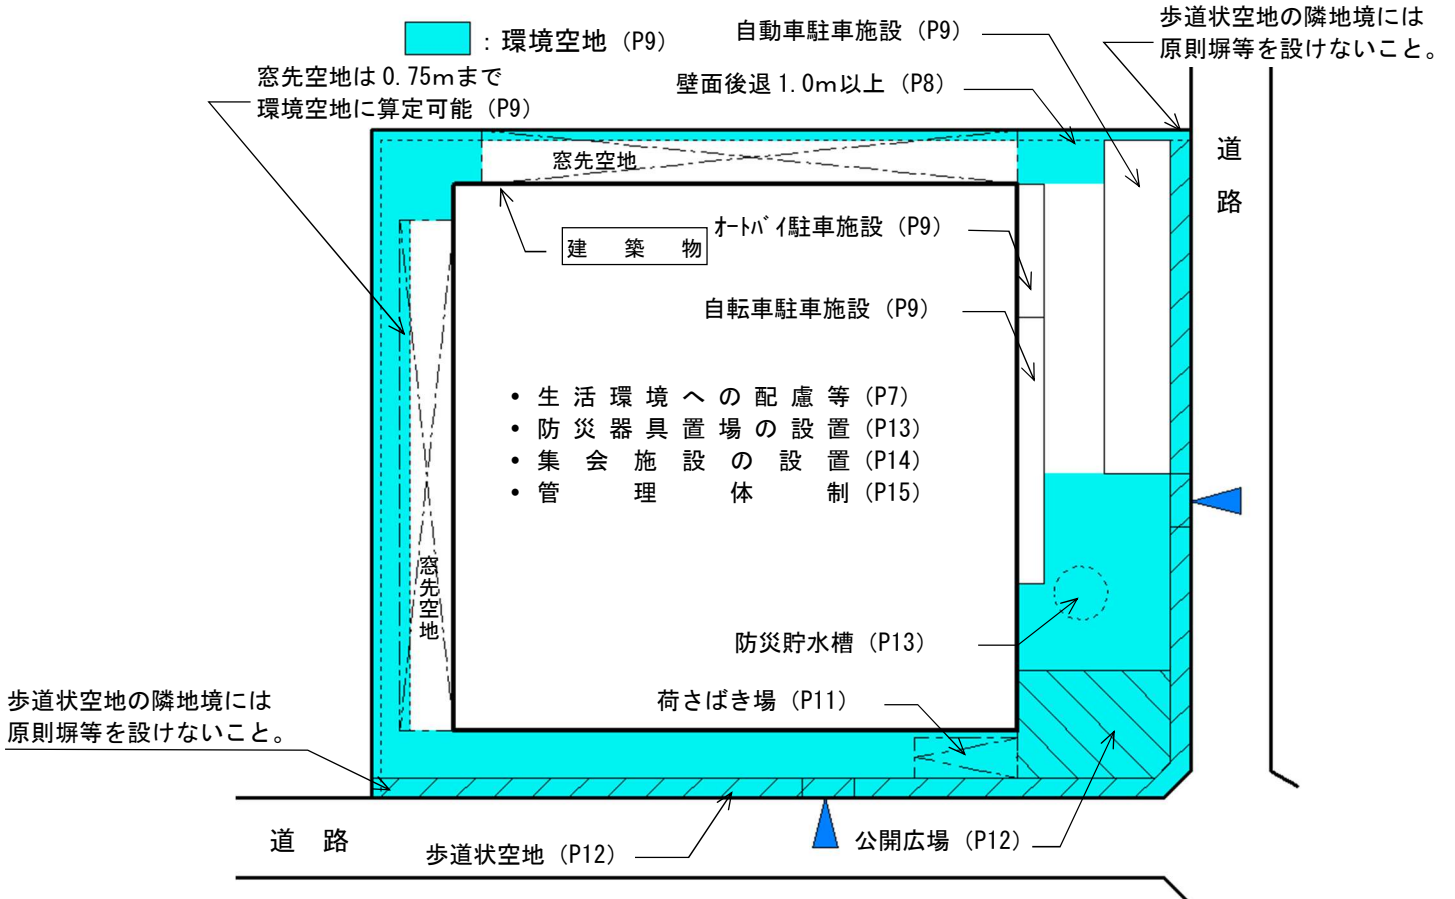 ：環境空地（P9）
自動車駐車施設（P9）
歩道状空地の隣地境には
原則塀等を設けないこと。
窓先空地は0.75ｍまで
環境空地に算定可能（P9）
壁面後退1.0ｍ以上（P8）
道路
窓先空地
建築物
ｵｰﾄﾊﾞｲ駐車施設（P9）
自転車駐車施設（P9）
・生活環境への配慮等(P7)
・防災器具置場の設置(P13)
・集会施設の設置(P14)
・管理体制(P15)
窓先空地
防災貯水槽（P13）
荷さばき場（P11）
歩道状空地の隣地境には
原則塀等を設けないこと。
道路
歩道状空地（P12）
公開広場（P12）